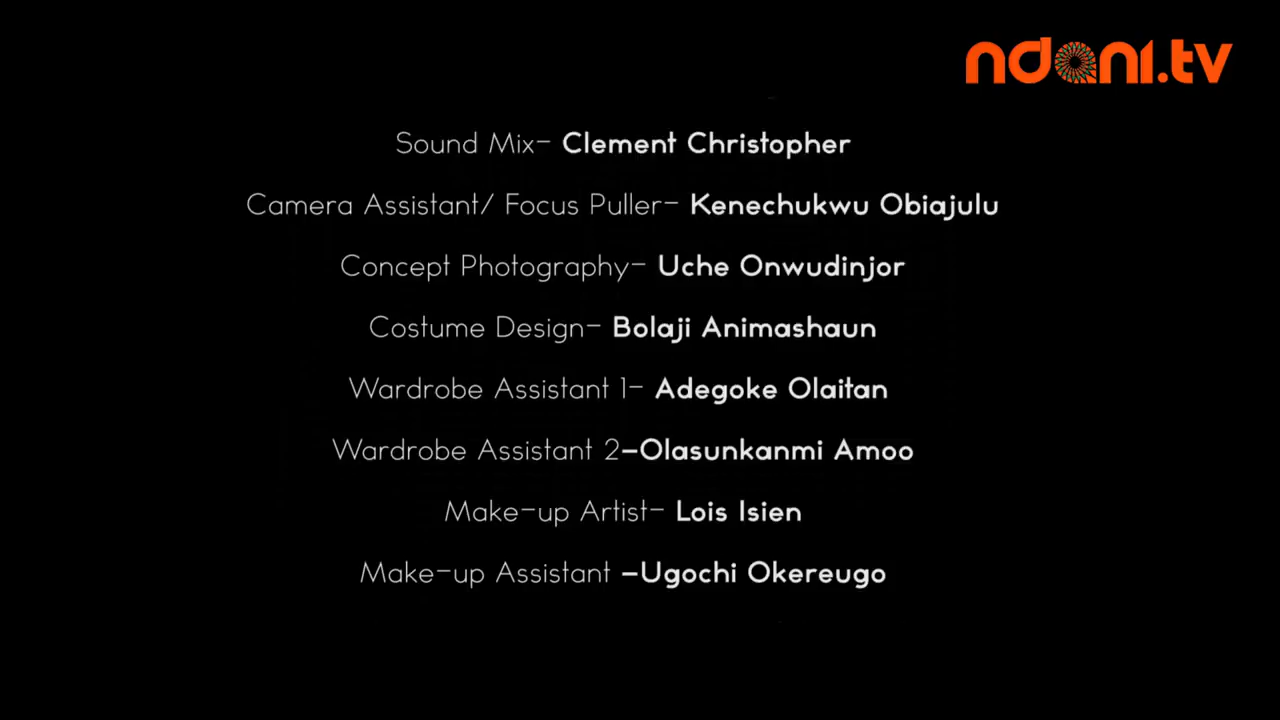 ndani.tv
Sound Mix- Clement Christopher
Camera Assistant/ Focus Puller- Kenechukwu Obiajulu
Concept Photography- Uche Onwudinjor
Costume Design- Bolaji Animashaun
Wardrobe Assistant 1- Adegoke Olaitan
Wardrobe Assistant 2-Olasunkanmi Amoo
Make-up Artist- Lois Isien
Make-up Assistant -Ugochi Okereugo